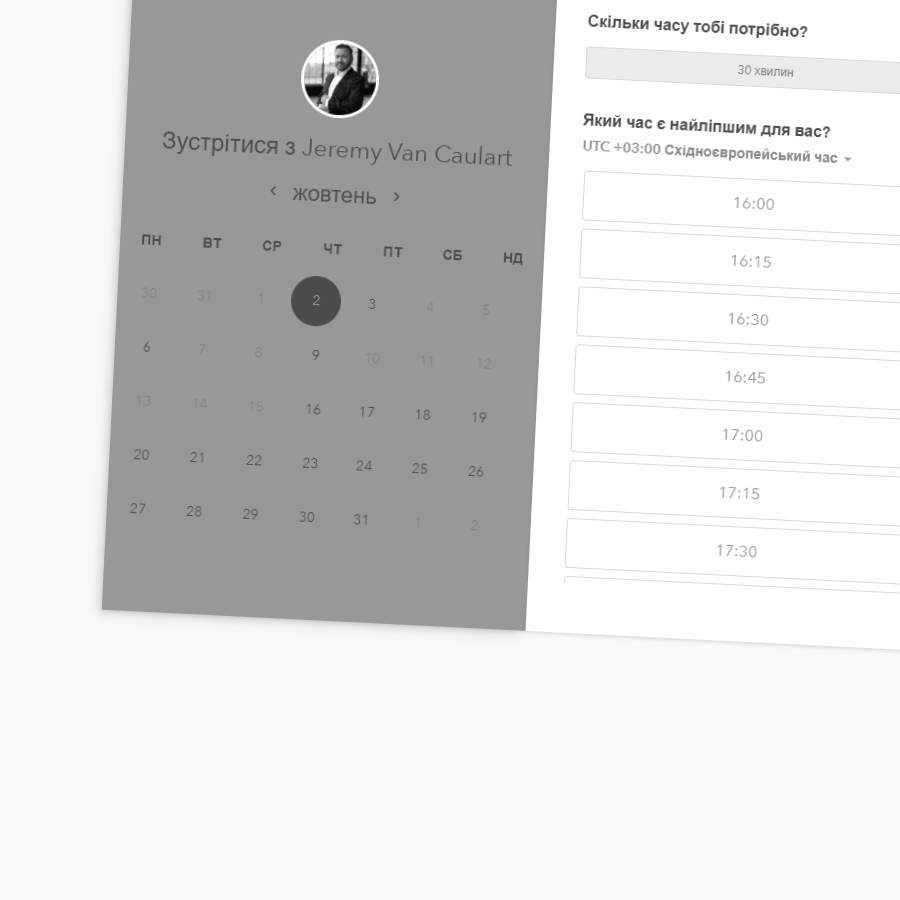 Зустрітися з Jeremy Van Caulart
‹ жовтень ›
ПН ВТ СР ЧТ ПТ СБ НД
30 31 1 2 3 4 5
6 7 8 9 10 11 12
13 14 15 16 17 18 19
20 21 22 23 24 25 26
27 28 29 30 31 1 2
Скільки часу тобі потрібно?
30 хвилин
Який час є найліпшим для вас?
UTC +03:00 Східноєвропейський час
16:00
16:15
16:30
16:45
17:00
17:15
17:30